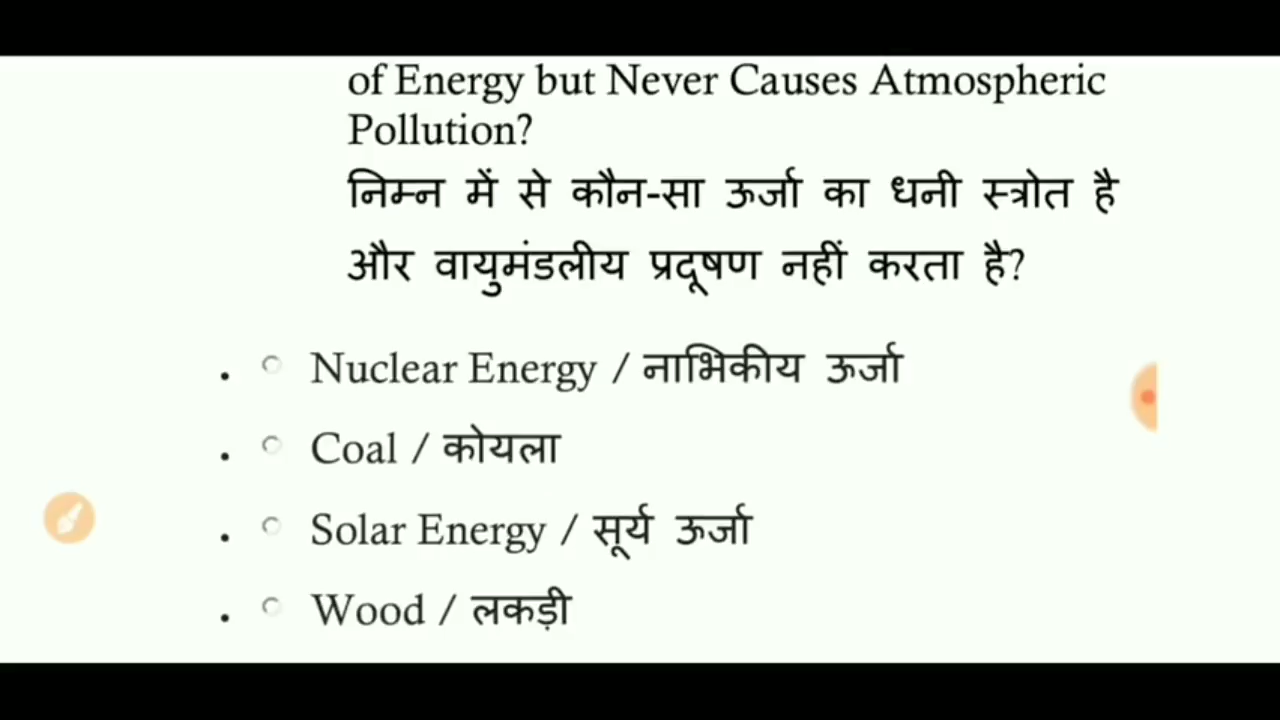 of Energy but Never Causes Atmospheric
Pollution?
निम्न में से कौन-सा ऊर्जा का धनी स्त्रोत है
और वायुमंडलीय प्रदूषण नहीं करता है?
Nuclear Energy / नाभिकीय ऊर्जा
Coal / कोयला
Solar Energy / सूर्य ऊर्जा
Wood / लकड़ी